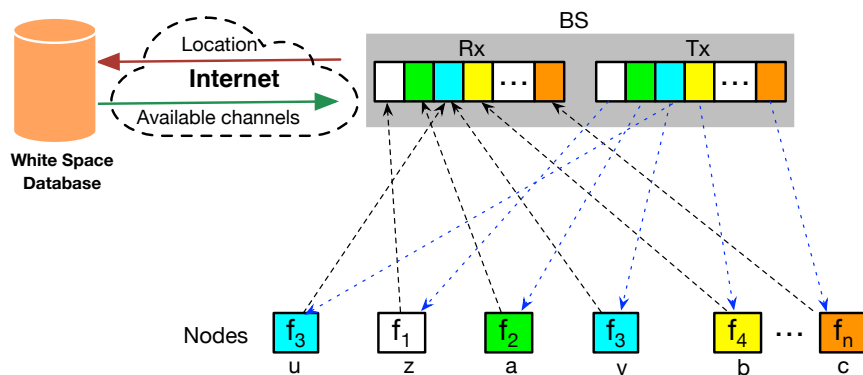 BS
Location
Rx
Tx
Internet
...
...
Available channels
White Space
Database
Nodes
f3
f1
f2
f3
f4
...
fn
u
z
a
v
b
c